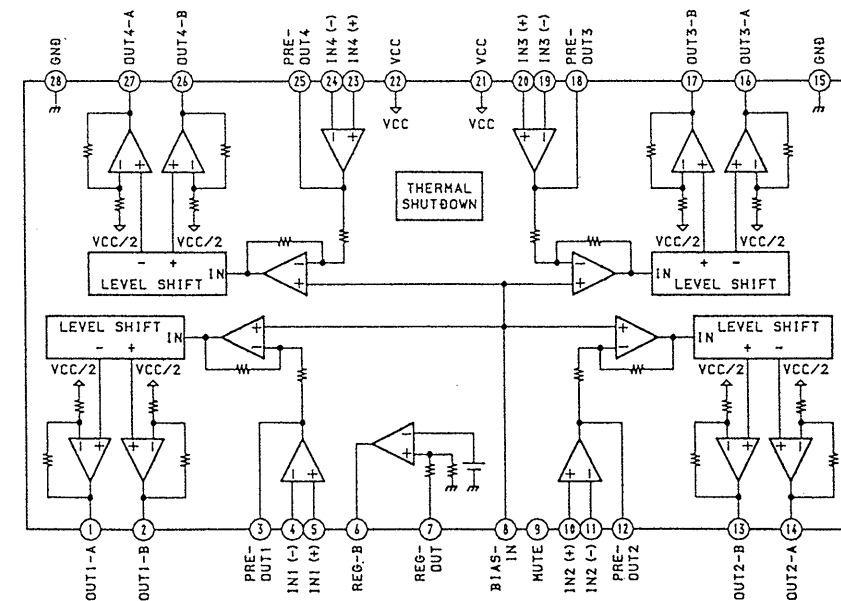 GND
OUT4-A
OUT4-B
PRE-
OUT4
IN4 (-)
IN4 (+)
VCC
VCC
IN3 (+)
IN3 (-)
PRE-
OUT3
OUT3-B
OUT3-A
GND
28
27
26
25
24
23
22
21
20
19
18
17
16
15
VCC
VCC
- +
+ -
+ -
- +
+ -
- +
THERMAL
SHUTDOWN
VCC/2
VCC/2
VCC/2
VCC/2
- +
IN
LEVEL SHIFT
-
+
-
+
+ -
IN
LEVEL SHIFT
LEVEL SHIFT
IN
- +
+
-
+
-
LEVEL SHIFT
IN
+ -
VCC/2
VCC/2
VCC/2
VCC/2
-
+
- +
+ -
- +
- +
+ -
- +
+ -
1
2
3
4
5
6
7
8
9
10
11
12
13
14
OUT1-A
OUT1-B
PRE-
OUT1
IN1 (-)
IN1 (+)
REG-B
REG-
OUT
BIAS-
IN
MUTE
IN2 (+)
IN2 (-)
PRE-
OUT2
OUT2-B
OUT2-A